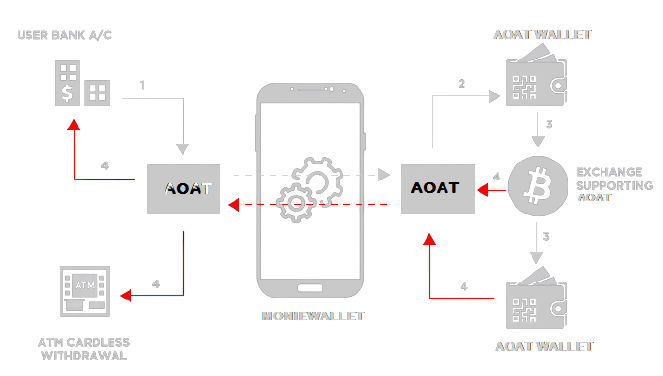 USER BANK A/C
AOAT WALLET
$
1
2
3
4
4
AOAT
AOAT
EXCHANGE
SUPPORTING
AOAT
3
4
4
ATM
MONIEWALLET
ATM CARDLESS
WITHDRAWAL
AOAT WALLET